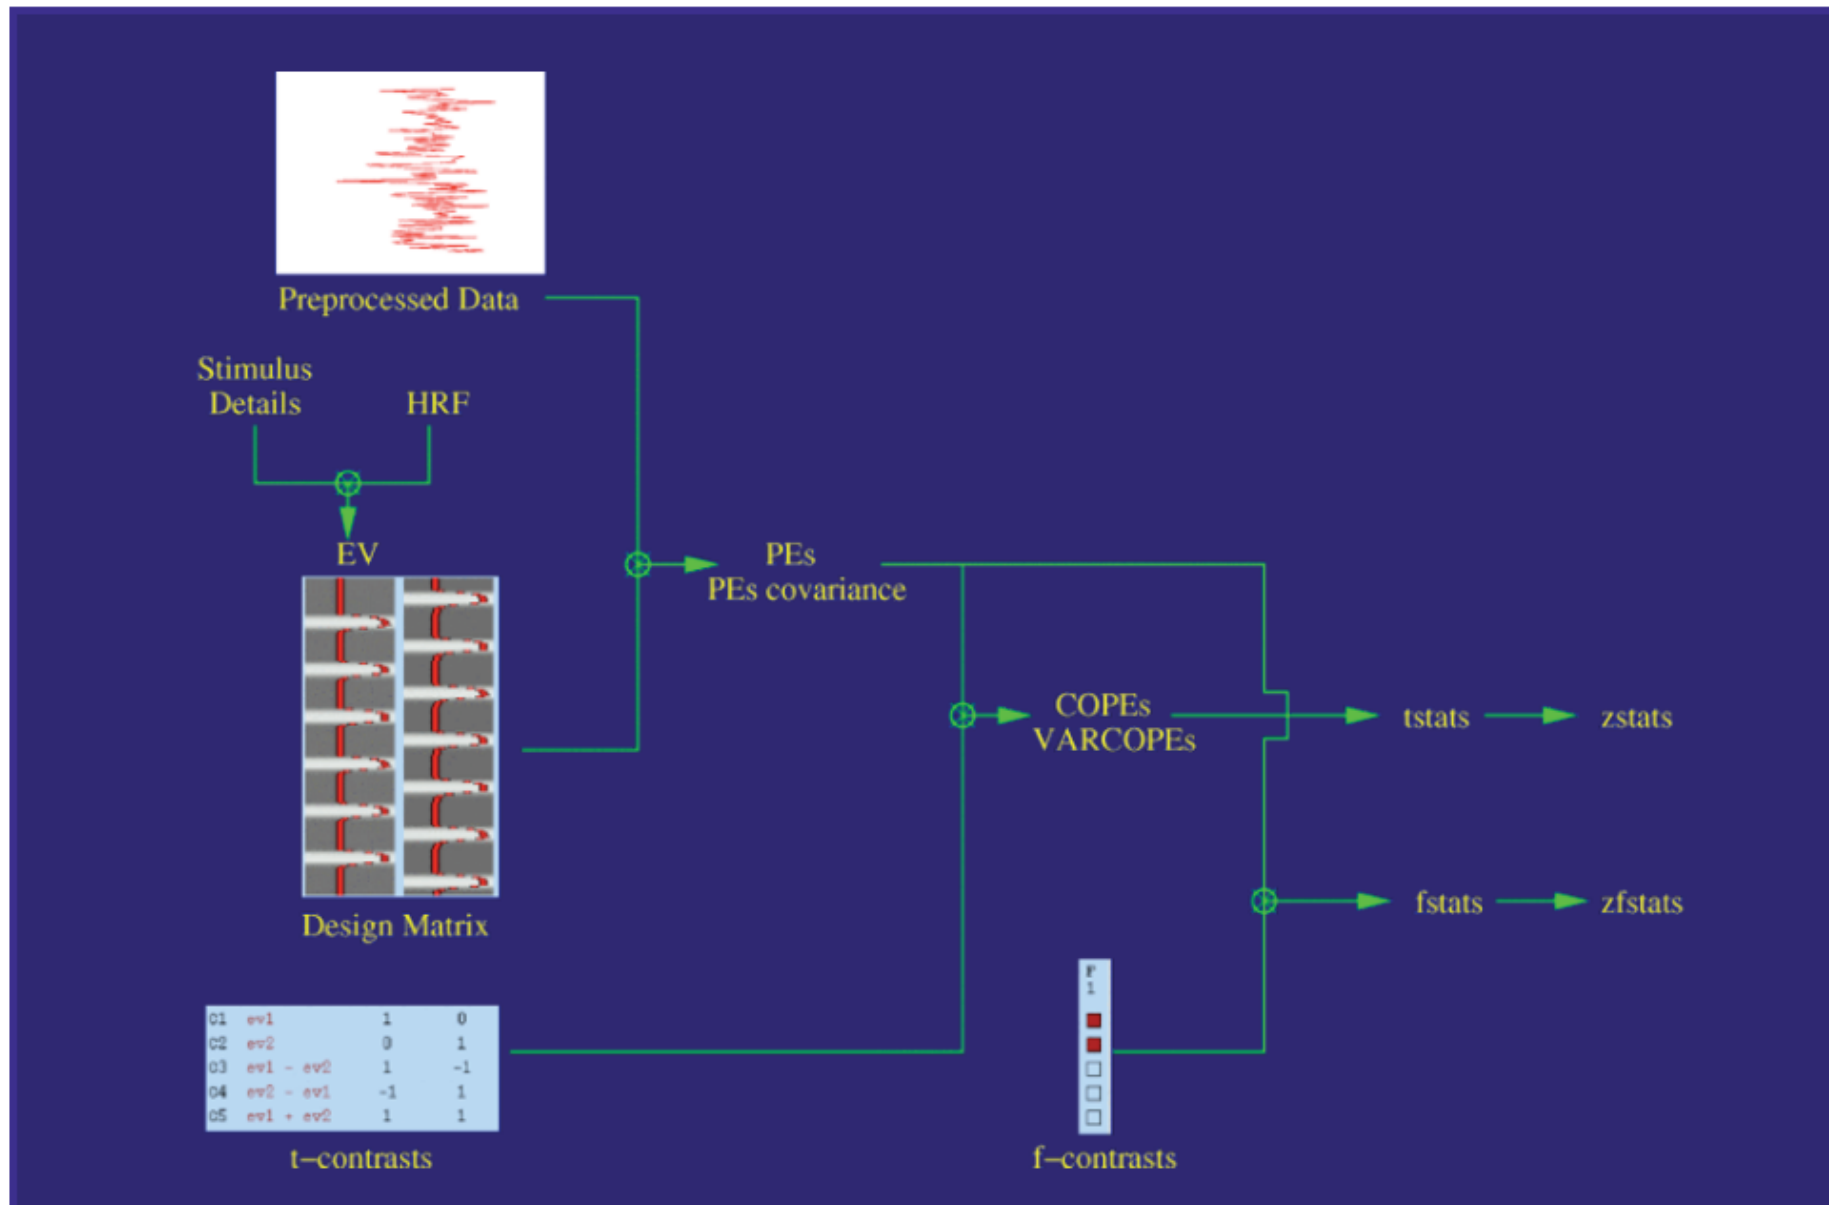 Preprocessed Data
Stimulus
Details
HRF
EV
PEs
PEs covariance
COPEs
VARCOPEs
tstats
zstats
Design Matrix
fstats
zfstats
F
1
C1 ev1 1 0
C2 ev2 0 1
C3 ev1 - ev2 1 -1
C4 ev2 - ev1 -1 1
C5 ev1 + ev2 1 1
t-contrasts
f-contrasts